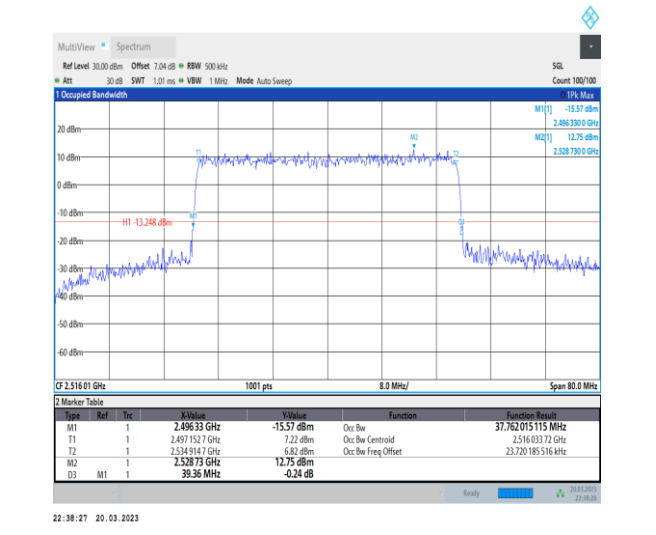 MultiView Spectrum
Ref Level 30.00 dBm Offset 7.04 dB RBW 500 kHz SGL
Att 30 dB SWT 1.01 ms VBW 1 MHz Mode Auto Sweep Count 100/100
1 Occupied Bandwidth 1Pk Max
M1[1] -15.57 dBm
2.496 330 0 GHz
M2[1] 12.75 dBm
2.528 730 0 GHz
20 dBm
M2
T1 T2
10 dBm
0 dBm
-10 dBm
M1
H1 -13.248 dBm
-20 dBm
-30 dBm
-40 dBm
-50 dBm
-60 dBm
CF 2.516 01 GHz 1001 pts 8.0 MHz/ Span 80.0 MHz
2 Marker Table
Type Ref Trc X-Value Y-Value Function Function Result
M1 1 2.496 33 GHz -15.57 dBm Occ Bw 37.762 015 115 MHz
T1 1 2.497 152 7 GHz 7.22 dBm Occ Bw Centroid 2.516 033 72 GHz
T2 1 2.534 914 7 GHz 6.82 dBm Occ Bw Freq Offset 23.720 185 516 kHz
M2 1 2.528 73 GHz 12.75 dBm
D3 M1 1 39.36 MHz -0.24 dB
Ready 20.03.2023
22:38:26
22:38:27 20.03.2023